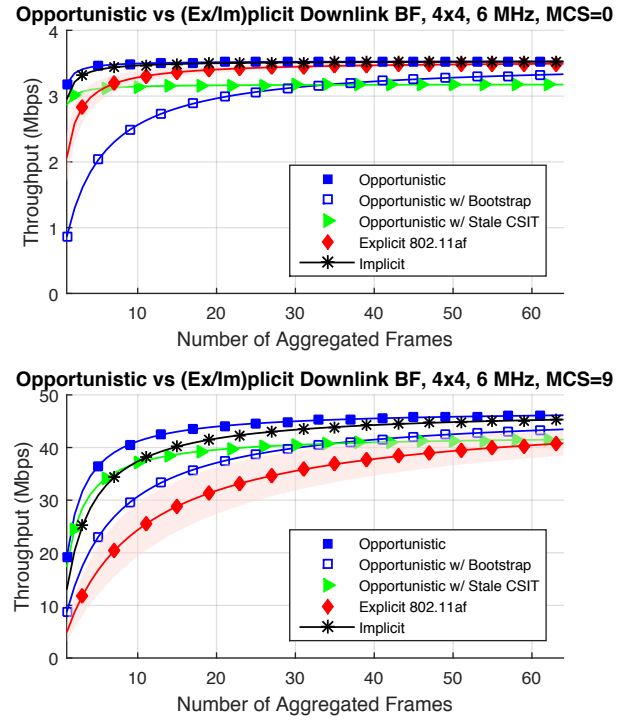 Opportunistic vs (Ex/Im)plicit Downlink BF, 4x4, 6 MHz, MCS=0
4
3
2
1
0
Throughput (Mbps)
Opportunistic
Opportunistic w/ Bootstrap
Opportunistic w/ Stale CSIT
Explicit 802.11af
Implicit
10 20 30 40 50 60
Number of Aggregated Frames
Opportunistic vs (Ex/Im)plicit Downlink BF, 4x4, 6 MHz, MCS=9
50
40
30
20
10
0
Throughput (Mbps)
Opportunistic
Opportunistic w/ Bootstrap
Opportunistic w/ Stale CSIT
Explicit 802.11af
Implicit
10 20 30 40 50 60
Number of Aggregated Frames